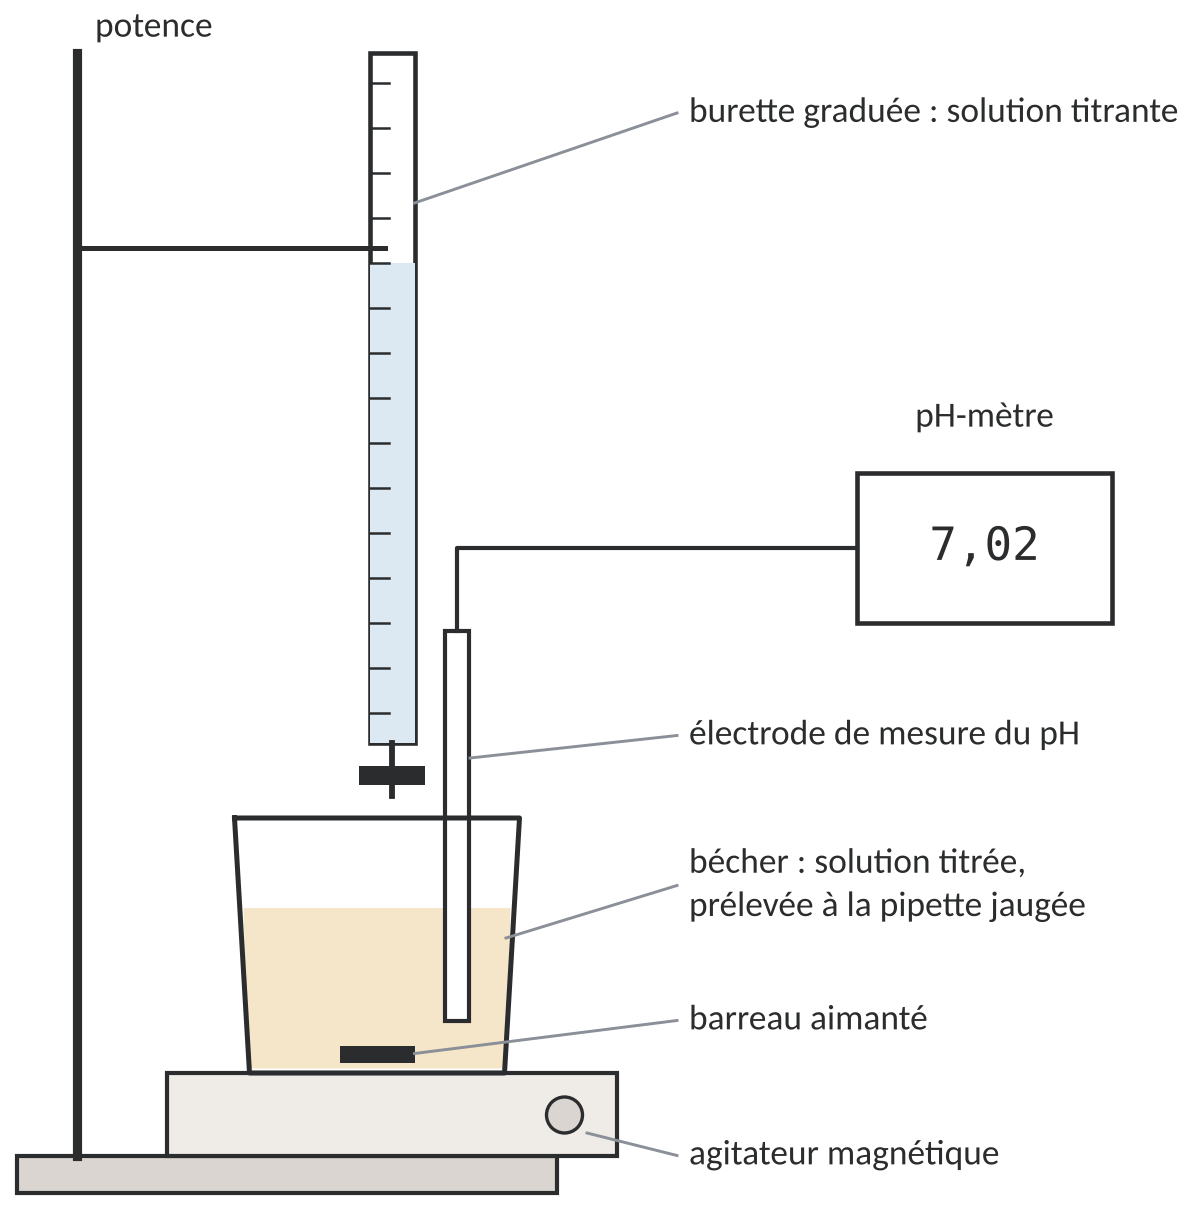 potence
burette graduée : solution titrante
pH-mètre
7,02
électrode de mesure du pH
bécher : solution titrée,
prélevée à la pipette jaugée
barreau aimanté
agitateur magnétique